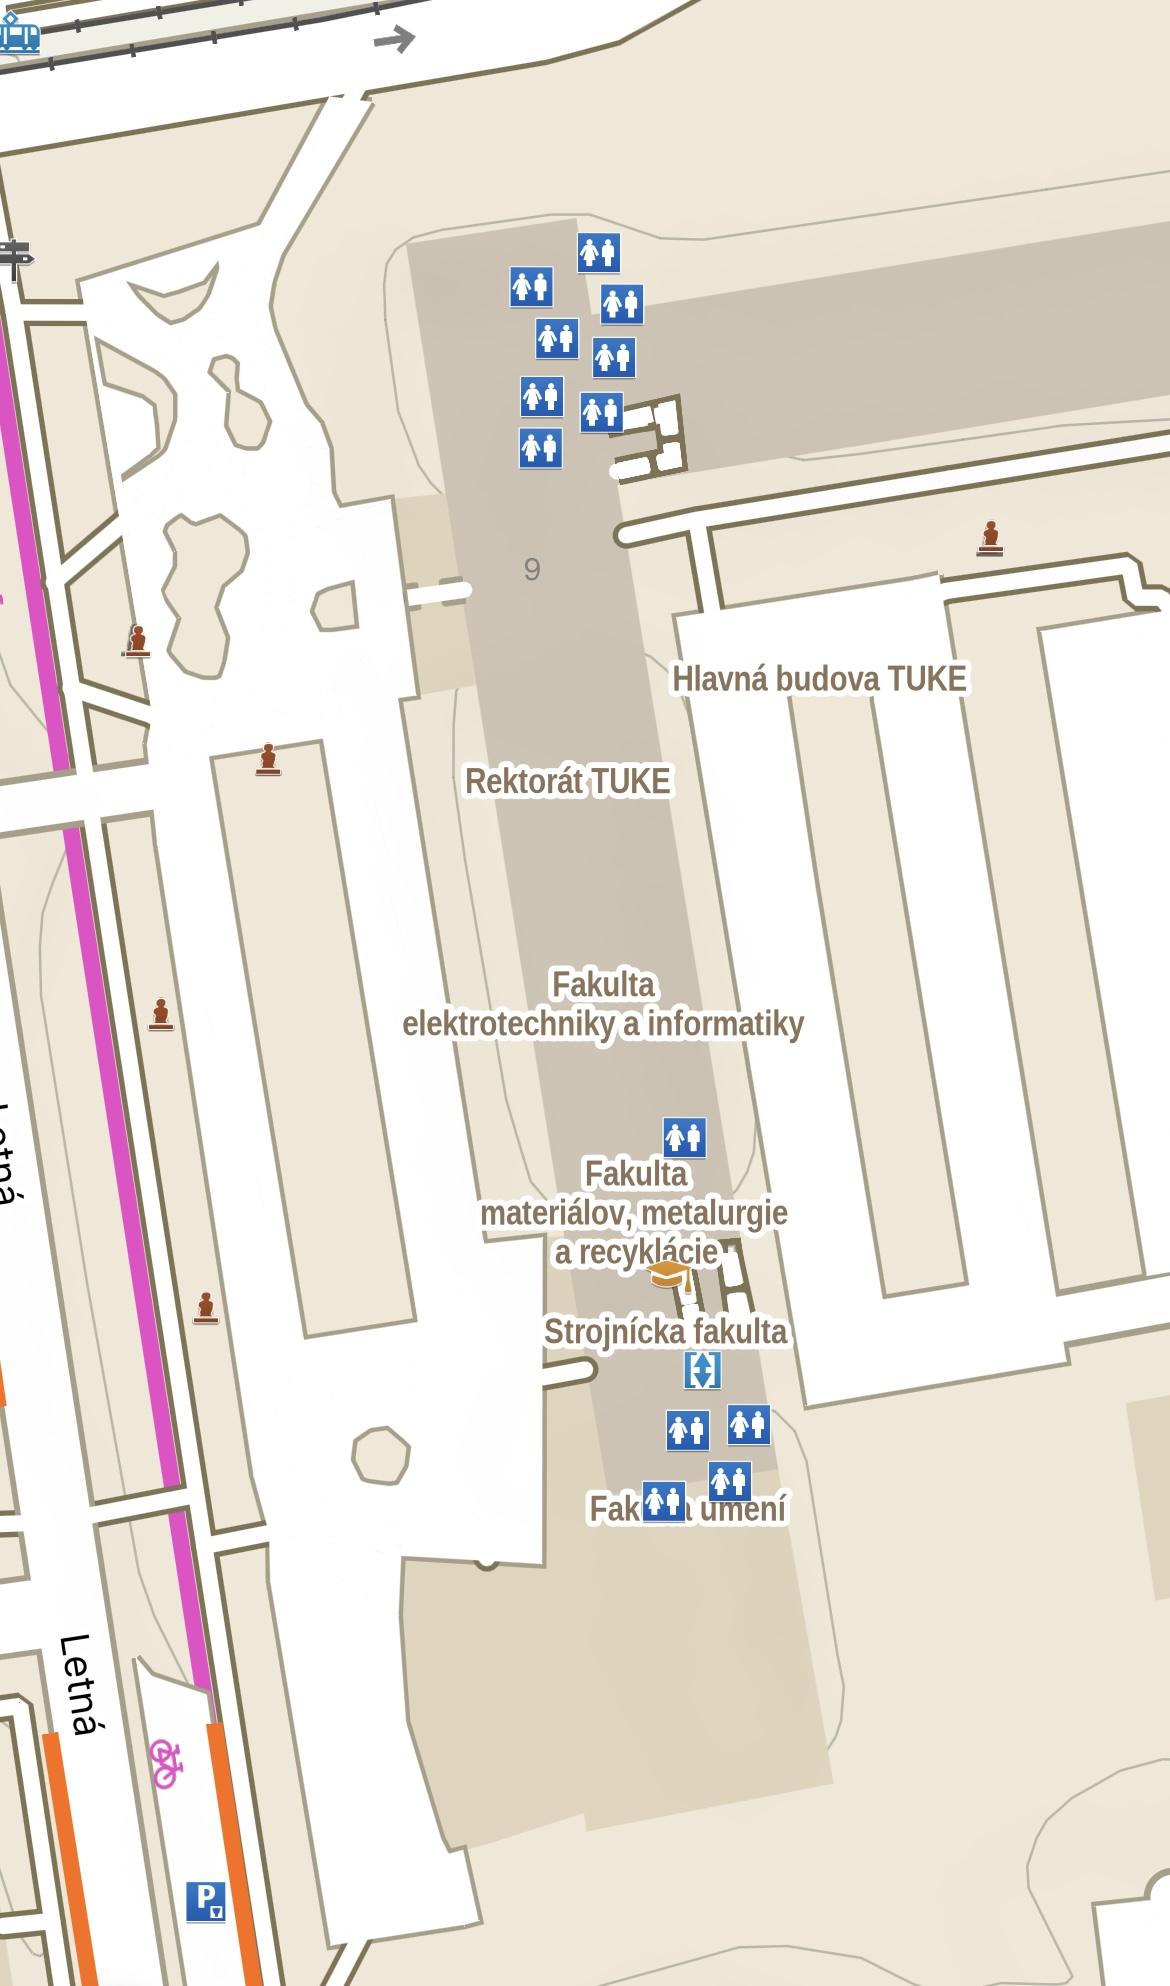 P
9
Hlavná budova TUKE
Rektorát TUKE
Fakulta
elektrotechniky a informatiky
Letná
Fakulta
materiálov, metalurgie
a recyklácie
Strojnícka fakulta
umení
Letná